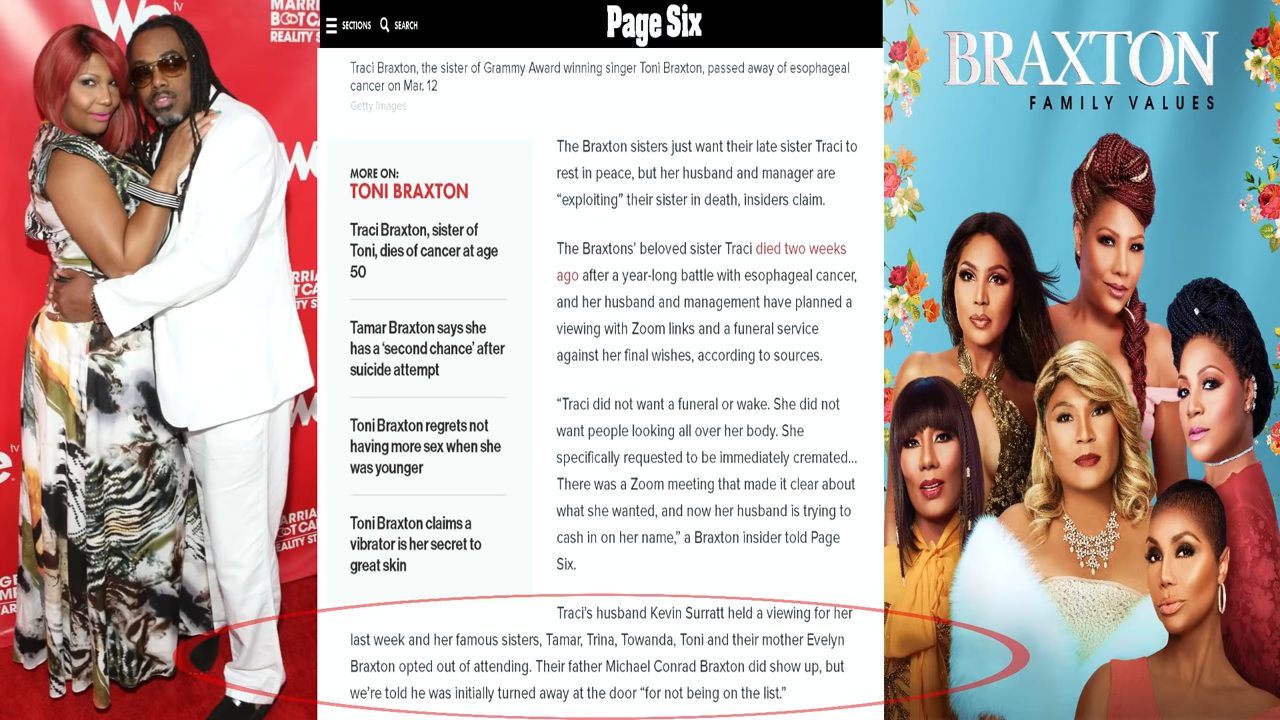 We tv
MARRI
BOOT CAM
REALITY S
Page Six
SECTIONS
SEARCH
Traci Braxton, the sister of Grammy Award winning singer Toni Braxton, passed away of esophageal
cancer on Mar. 12
Getty Images
MORE ON:
TONI BRAXTON
Traci Braxton, sister of
Toni, dies of cancer at age
50
Tamar Braxton says she
has a ‘second chance’ after
suicide attempt
Toni Braxton regrets not
having more sex when she
was younger
Toni Braxton claims a
vibrator is her secret to
great skin
The Braxton sisters just want their late sister Traci to
rest in peace, but her husband and manager are
“exploiting” their sister in death, insiders claim.
The Braxtons’ beloved sister Traci died two weeks
ago after a year-long battle with esophageal cancer,
and her husband and management have planned a
viewing with Zoom links and a funeral service
against her final wishes, according to sources.
“Traci did not want a funeral or wake. She did not
want people looking all over her body. She
specifically requested to be immediately cremated...
There was a Zoom meeting that made it clear about
what she wanted, and now her husband is trying to
cash in on her name,” a Braxton insider told Page
Six.
Traci’s husband Kevin Surratt held a viewing for her
last week and her famous sisters, Tamar, Trina, Towanda, Toni and their mother Evelyn
Braxton opted out of attending. Their father Michael Conrad Braxton did show up, but
we’re told he was initially turned away at the door “for not being on the list.”
BRAXTON
FAMILY VALUES